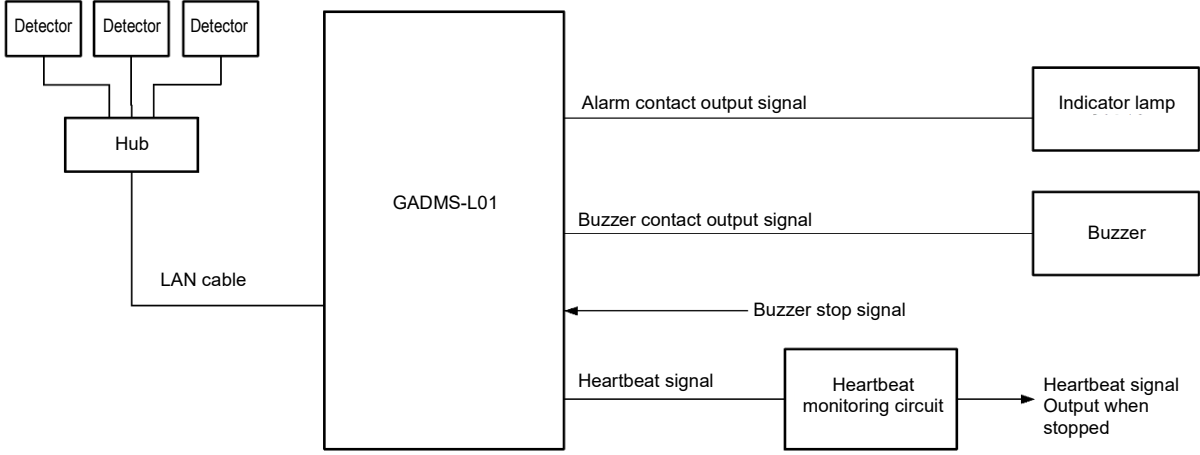 Detector
Detector
Detector
Hub
LAN cable
GADMS-L01
Alarm contact output signal
Indicator lamp
Buzzer contact output signal
Buzzer
Buzzer stop signal
Heartbeat signal
Heartbeat
monitoring circuit
Heartbeat signal
Output when
stopped